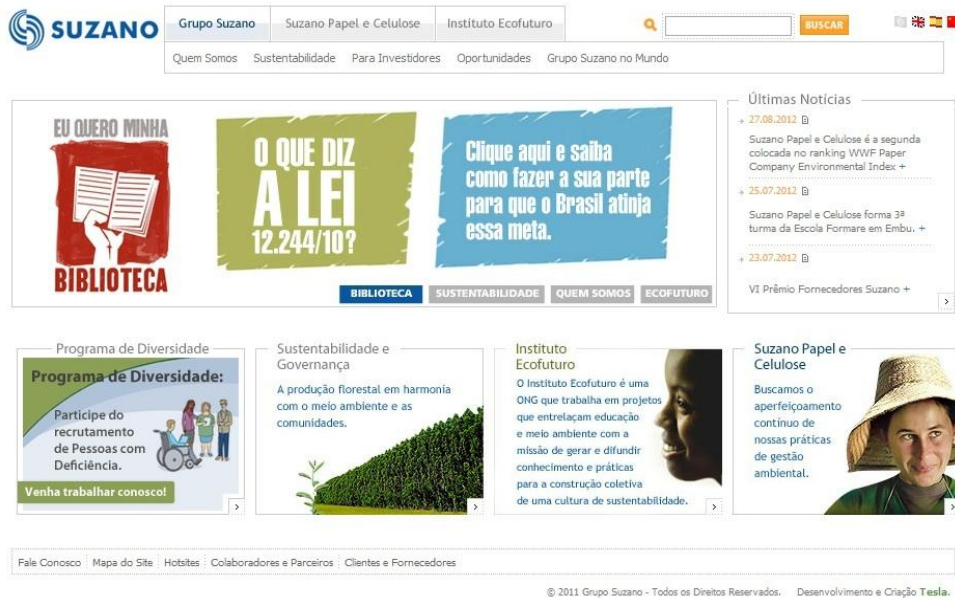 SUZANO
Grupo Suzano
Suzano Papel e Celulose
Instituto Ecofuturo
BUSCAR
Quem Somos
Sustentabilidade
Para Investidores
Oportunidades
Grupo Suzano no Mundo
EU QUERO MINHA
BIBLIOTECA
O QUE DIZ
A LEI
12.244/10?
Clique aqui e saiba
como fazer a sua parte
para que o Brasil atinja
essa meta.
BIBLIOTECA
SUSTENTABILIDADE
QUEM SOMOS
ECOFUTURO
Últimas Notícias
27.08.2012
Suzano Papel e Celulose é a segunda
colocada no ranking WWF Paper
Company Environmental Index +
25.07.2012
Suzano Papel e Celulose forma 3ª
turma da Escola Formare em Embu. +
23.07.2012
VI Prêmio Fornecedores Suzano +
Programa de Diversidade
Programa de Diversidade:
Participe do
recrutamento
de Pessoas com
Deficiência.
Venha trabalhar conosco!
Sustentabilidade e
Governança
A produção florestal em harmonia
com o meio ambiente e as
comunidades.
Instituto
Ecofuturo
O Instituto Ecofuturo é uma
ONG que trabalha em projetos
que entrelaçam educação
e meio ambiente com a
missão de gerar e difundir
conhecimento e práticas
para a construção coletiva
de uma cultura de sustentabilidade.
Suzano Papel e
Celulose
Buscamos o
aperfeiçoamento
contínuo de
nossas práticas
de gestão
ambiental.
Fale Conosco
Mapa do Site
Hotsites
Colaboradores e Parceiros
Clientes e Fornecedores
© 2011 Grupo Suzano - Todos os Direitos Reservados.
Desenvolvimento e Criação Tesla.